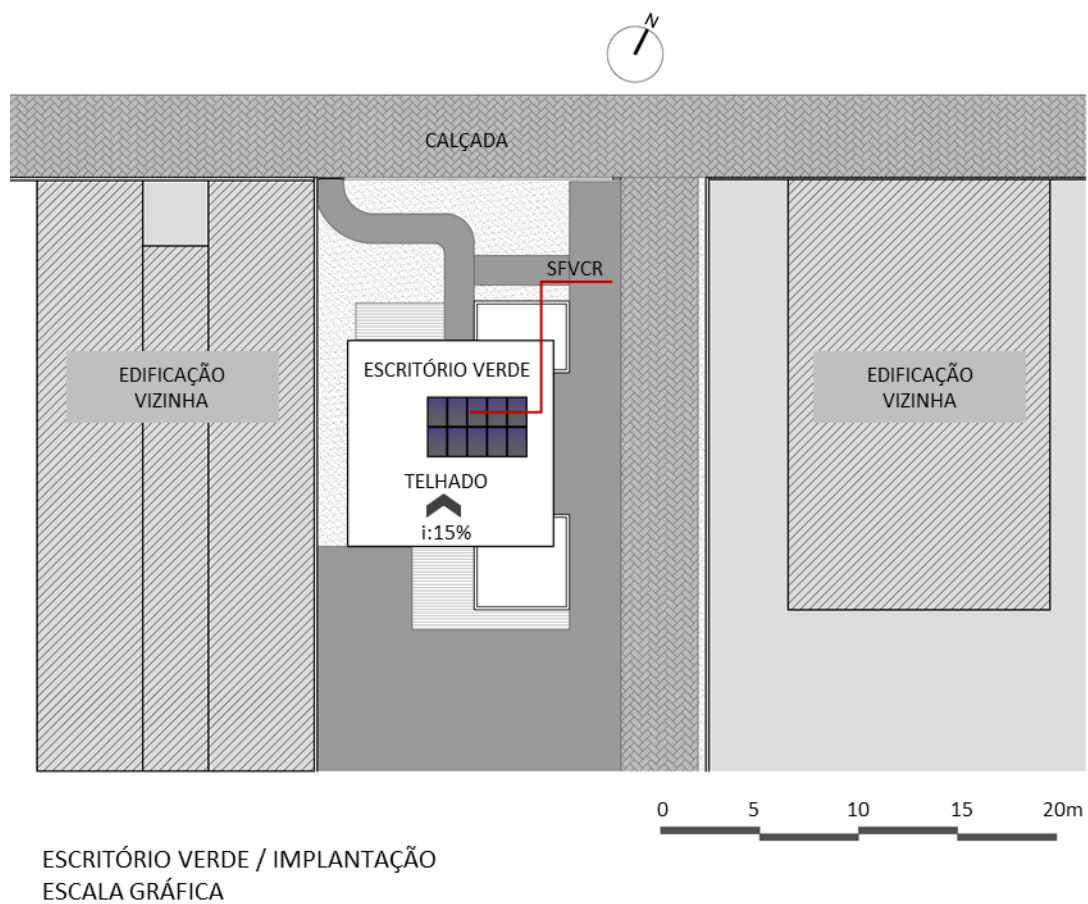 N
CALÇADA
SFVCR
EDIFICAÇÃO
VIZINHA
ESCRITÓRIO VERDE
TELHADO
i:15%
EDIFICAÇÃO
VIZINHA
0 5 10 15 20m
ESCRITÓRIO VERDE / IMPLANTAÇÃO
ESCALA GRÁFICA